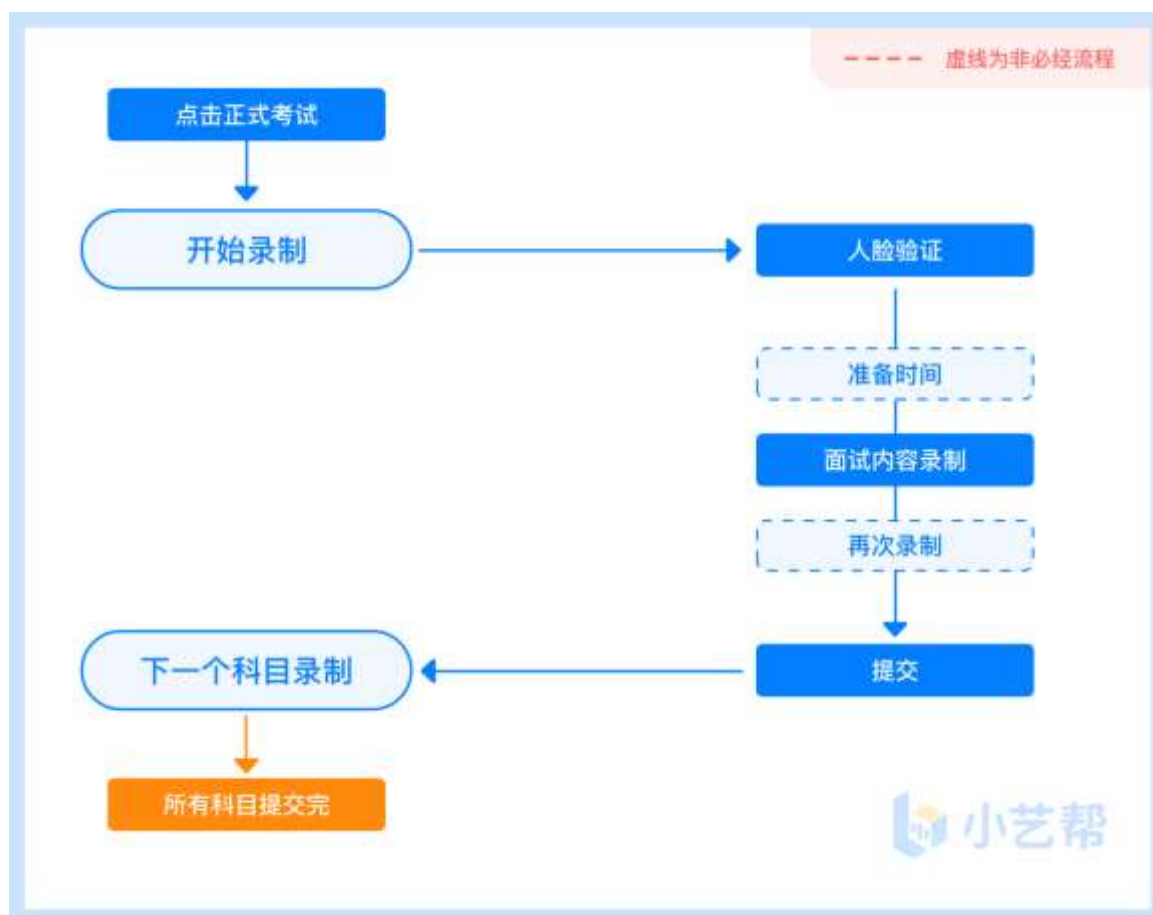 虚线为非必经流程
点击正式考试
开始录制
人脸验证
准备时间
面试内容录制
再次录制
提交
下一个科目录制
所有科目提交完
小艺帮